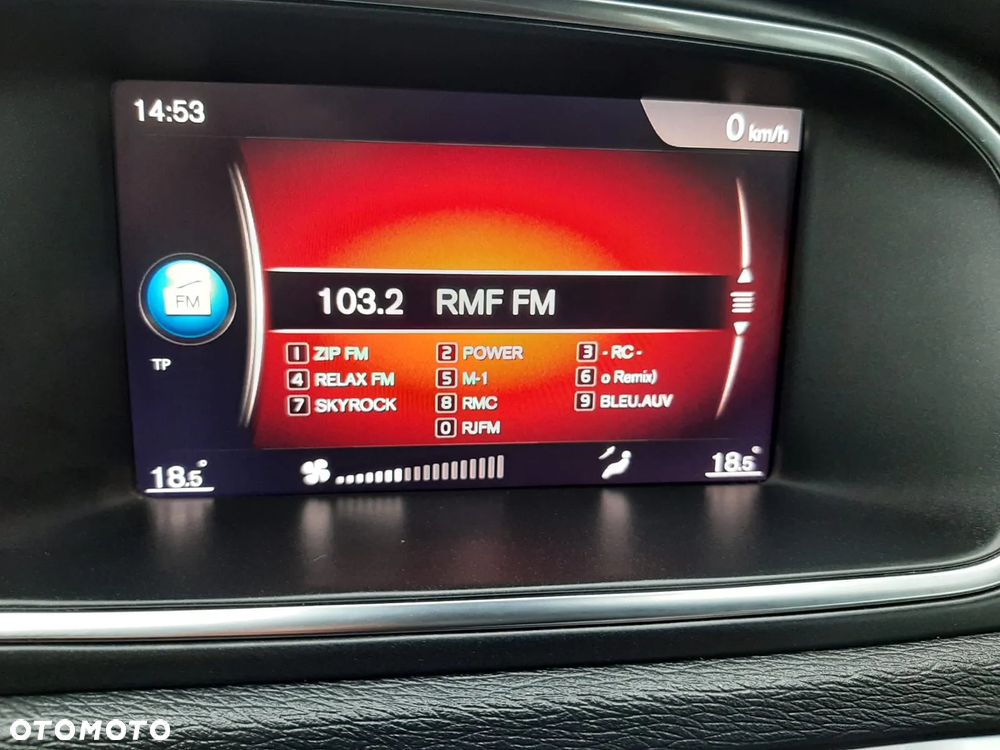 14:53
0 km/h
FM
103.2 RMF FM
TP
1 ZIP FM 2 POWER 3 - RC -
4 RELAX FM 5 M-1 6 o Remix)
7 SKYROCK 8 RMC 9 BLEU.AUV
0 RJFM
18.5° 18.5°
OTOMOTO